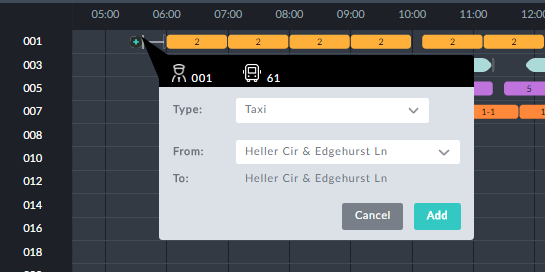 05:00 06:00 07:00 08:00 09:00 10:00 11:00 12:00
001 2 2 2 2 2 2
003
005 5
007 1-1
008
010
012
014
016
018
001 61
Type: Taxi
From: Heller Cir & Edgehurst Ln
To: Heller Cir & Edgehurst Ln
Cancel Add